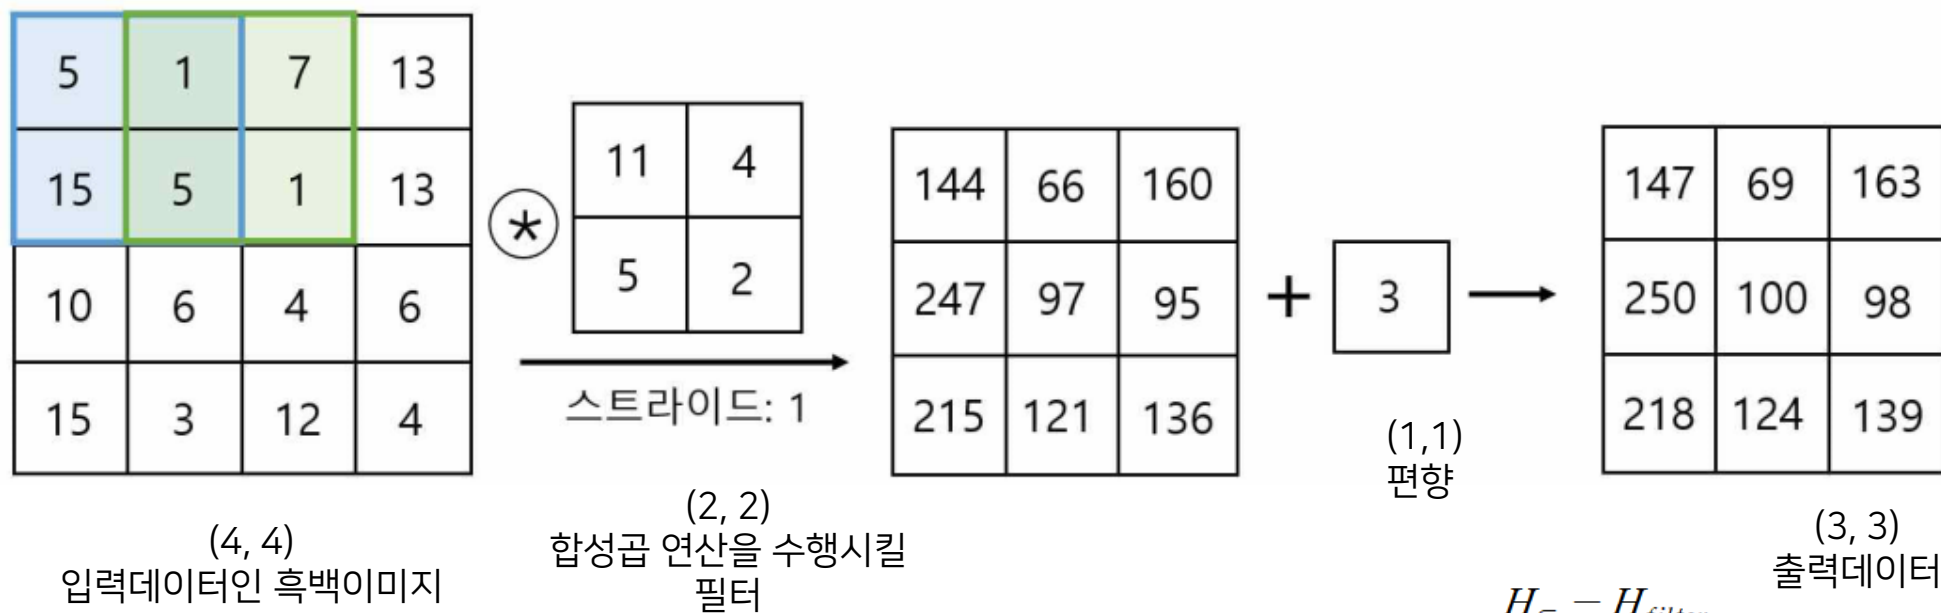 5 1 7 13
15 5 1 13
10 6 4 6
15 3 12 4
(4, 4)
입력데이터인 흑백이미지
*
11 4
5 2
스트라이드: 1
(2, 2)
합성곱 연산을 수행시킬
필터
144 66 160
247 97 95
215 121 136
+
3
(1,1)
편향
147 69 163
250 100 98
218 124 139
(3, 3)
출력데이터